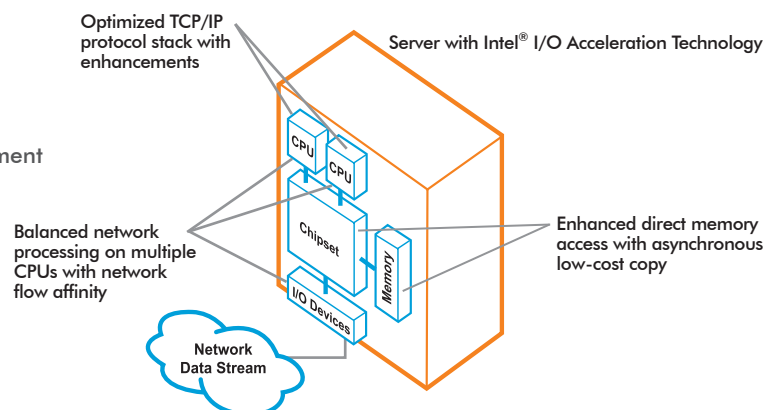 Optimized TCP/IP
protocol stack with
enhancements
Server with Intel® I/O Acceleration Technology
CPU
CPU
Chipset
Memory
I/O Devices
Balanced network
processing on multiple
CPUs with network
flow affinity
Enhanced direct memory
access with asynchronous
low-cost copy
Network
Data Stream